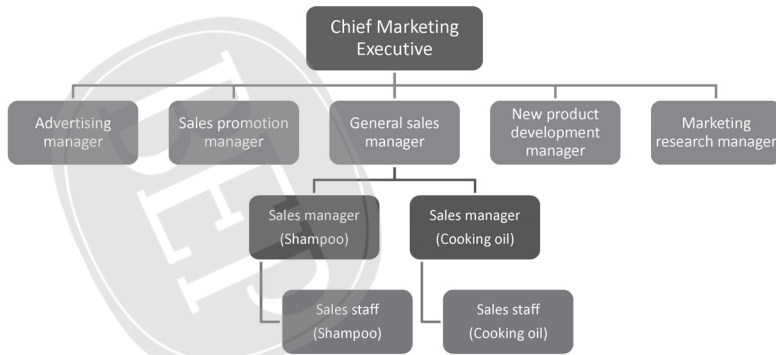 Chief Marketing
Executive
Advertising
manager
Sales promotion
manager
General sales
manager
New product
development
manager
Marketing
research manager
Sales manager
(Shampoo)
Sales manager
(Cooking oil)
Sales staff
(Shampoo)
Sales staff
(Cooking oil)